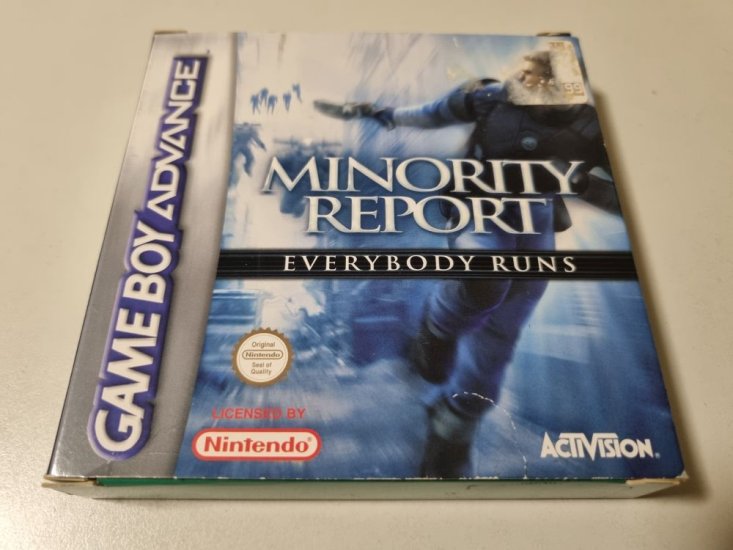 GAME BOY ADVANCE
MINORITY
REPORT
EVERYBODY RUNS
Original
Nintendo
Seal of
Quality
LICENSED BY
Nintendo
ACTIVISION.